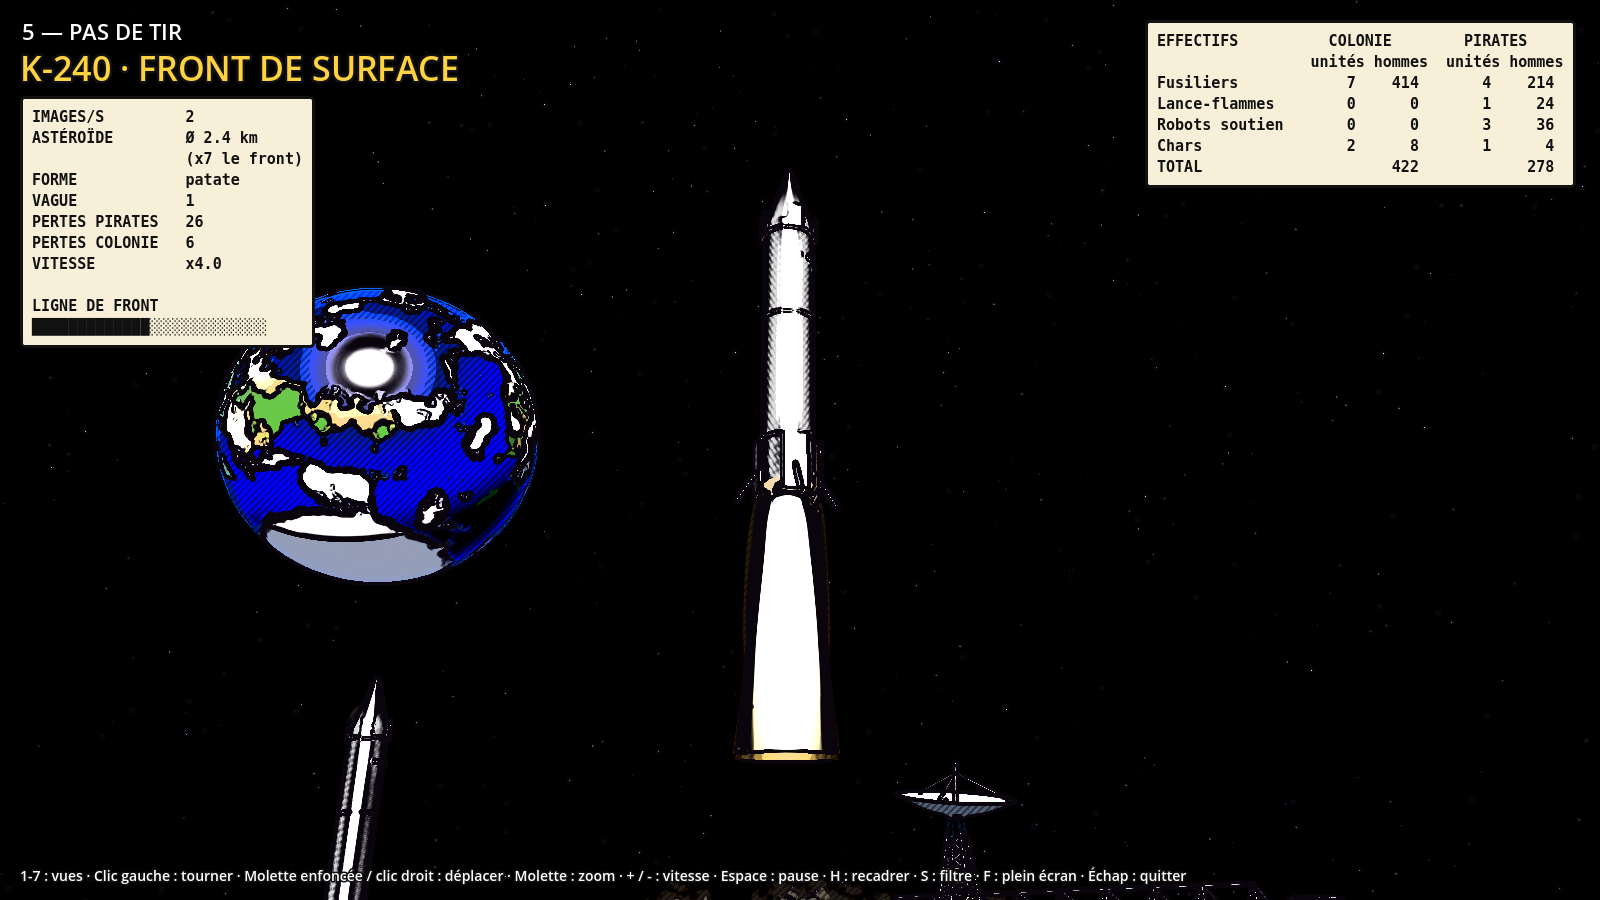 5 — PAS DE TIR
K-240 · FRONT DE SURFACE
IMAGES/S 2
ASTÉROÏDE Ø 2.4 km
(x7 le front)
FORME patate
VAGUE 1
PERTES PIRATES 26
PERTES COLONIE 6
VITESSE x4.0
LIGNE DE FRONT
EFFECTIFS COLONIE PIRATES
unités hommes unités hommes
Fusiliers 7 414 4 214
Lance-flammes 0 0 1 24
Robots soutien 0 0 3 36
Chars 2 8 1 4
TOTAL 422 278
1-7 : vues · Clic gauche : tourner · Molette enfoncée / clic droit : déplacer · Molette : zoom · + / - : vitesse · Espace : pause · H : recadrer · S : filtre · F : plein écran · Échap : quitter